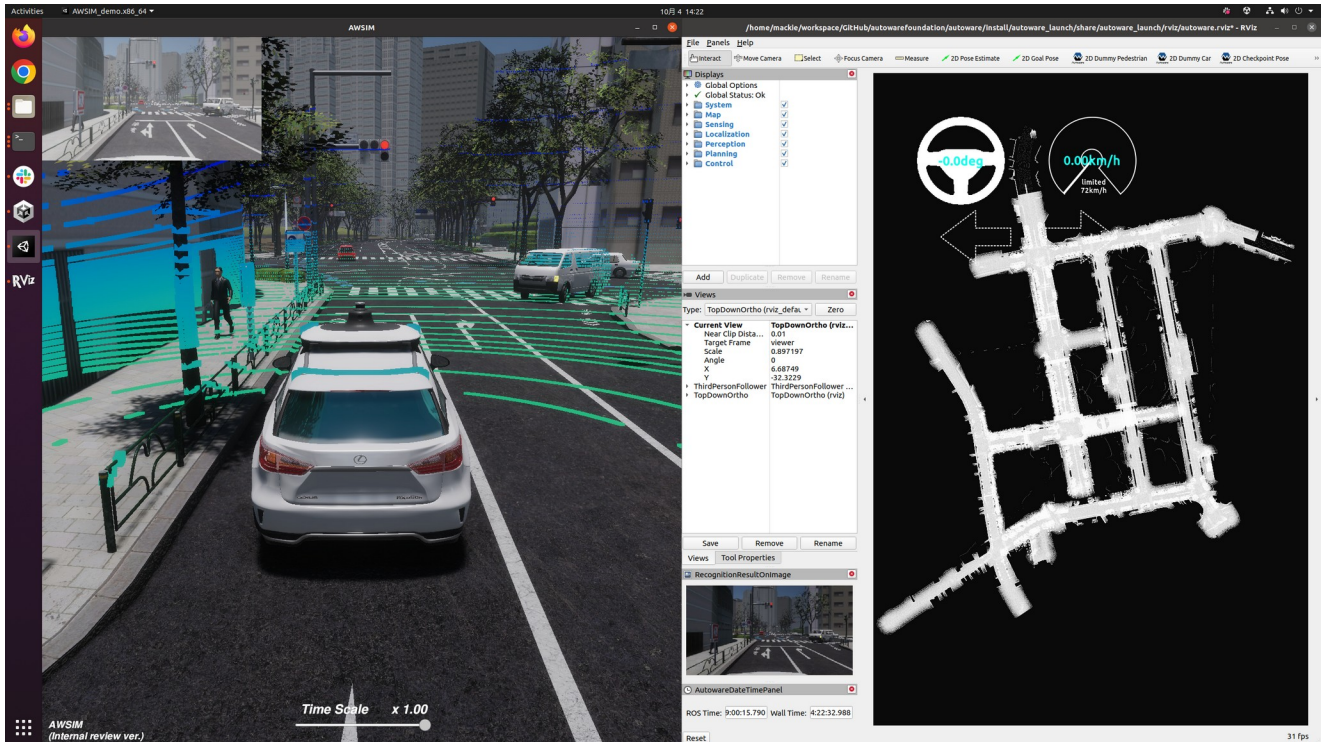 Activities
AWSIM_demo.x86_64
10月 4 14:22
AWSIM
/home/mackie/workspace/GitHub/autowarefoundation/autoware/install/autoware_launch/share/autoware_launch/rviz/autoware.rviz* - RViz
File Panels Help
Interact Move Camera Select Focus Camera Measure 2D Pose Estimate 2D Goal Pose 2D Dummy Pedestrian 2D Dummy Car 2D Checkpoint Pose
Displays
Global Options
Global Status: Ok
System
Map
Sensing
Localization
Perception
Planning
Control
Add Duplicate Remove Rename
Views
Type: TopDownOrtho (rviz_defau Zero
Current View TopDownOrtho (rviz...
Near Clip Dista... 0.01
Target Frame viewer
Scale 0.897197
Angle 0
X 6.68749
Y -32.3229
ThirdPersonFollower ThirdPersonFollower ...
TopDownOrtho TopDownOrtho (rviz)
Save Remove Rename
Views Tool Properties
RecognitionResultOnImage
AutowareDateTimePanel
ROS Time: 9:00:15.790 Wall Time: 4:22:32.988
Reset
31 fps
-0.0deg
0.00km/h
limited
72km/h
RViz
Time Scale x 1.00
AWSIM
(Internal review ver.)